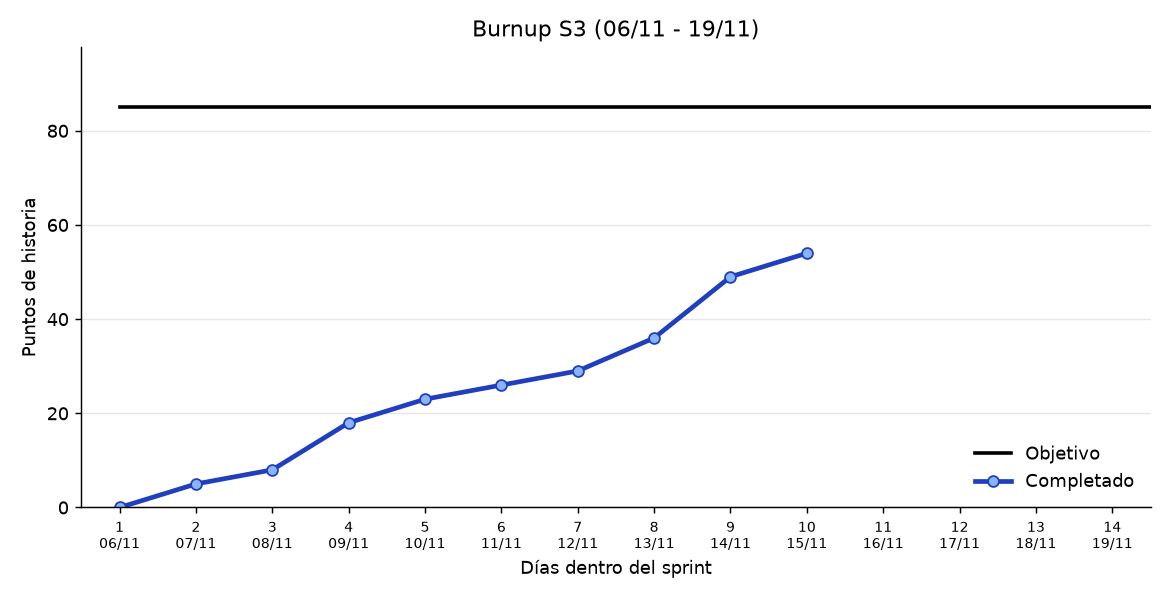 Burnup S3 (06/11 - 19/11)
Puntos de historia
80
60
40
20
0
1 2 3 4 5 6 7 8 9 10 11 12 13 14
06/11 07/11 08/11 09/11 10/11 11/11 12/11 13/11 14/11 15/11 16/11 17/11 18/11 19/11
Días dentro del sprint
Objetivo
Completado